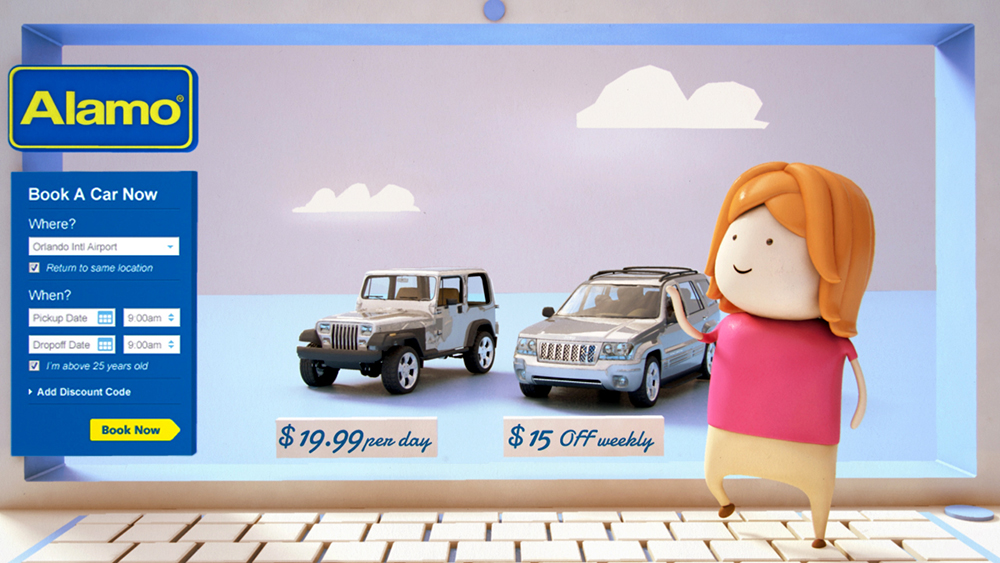 Alamo®
Book A Car Now
Where?
Orlando Intl Airport
Return to same location
When?
Pickup Date 9:00am
Dropoff Date 9:00am
I'm above 25 years old
Add Discount Code
Book Now
$19.99 per day
$15 Off weekly